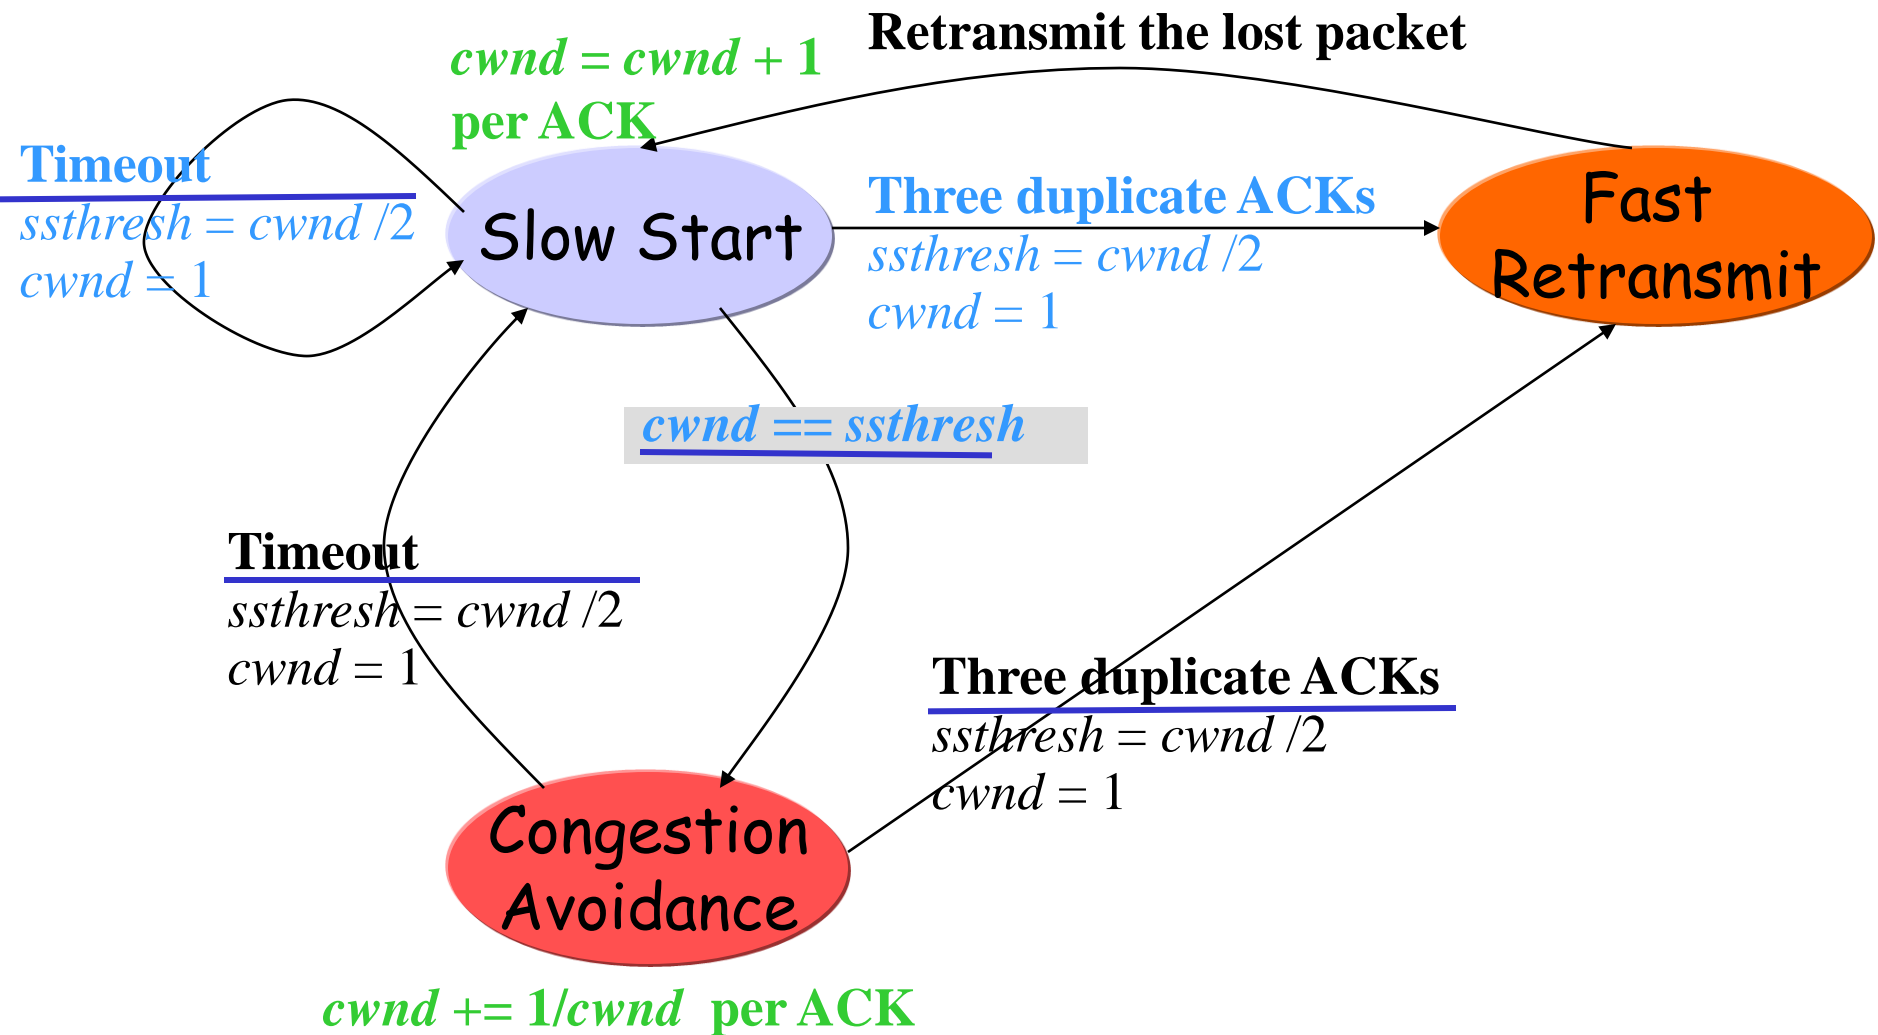 Retransmit the lost packet
cwnd = cwnd + 1
per ACK
Timeout
ssthresh = cwnd /2
cwnd = 1
Slow Start
Three duplicate ACKs
ssthresh = cwnd /2
cwnd = 1
Fast
Retransmit
cwnd == ssthresh
Timeout
ssthresh = cwnd /2
cwnd = 1
Three duplicate ACKs
ssthresh = cwnd /2
cwnd = 1
Congestion
Avoidance
cwnd += 1/cwnd per ACK